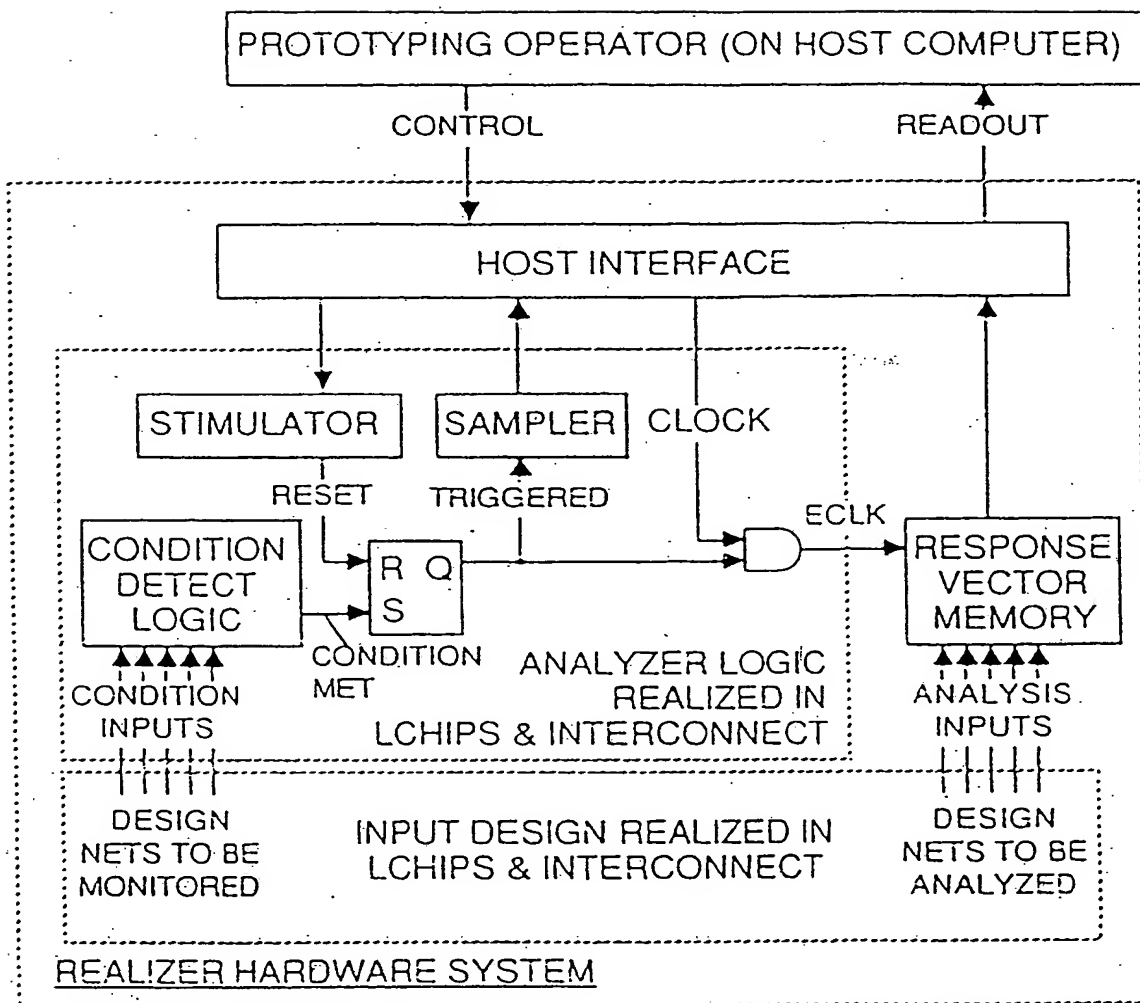 PROTOTYPING OPERATOR (ON HOST COMPUTER)
CONTROL
READOUT
HOST INTERFACE
STIMULATOR
SAMPLER
CLOCK
RESET
TRIGGERED
ECLK
CONDITION
DETECT
LOGIC
R Q
S
RESPONSE
VECTOR
MEMORY
CONDITION
MET
CONDITION
INPUTS
ANALYZER LOGIC
REALIZED IN
LCHIPS & INTERCONNECT
ANALYSIS
INPUTS
DESIGN
NETS TO BE
MONITORED
INPUT DESIGN REALIZED IN
LCHIPS & INTERCONNECT
DESIGN
NETS TO BE
ANALYZED
REALIZER HARDWARE SYSTEM